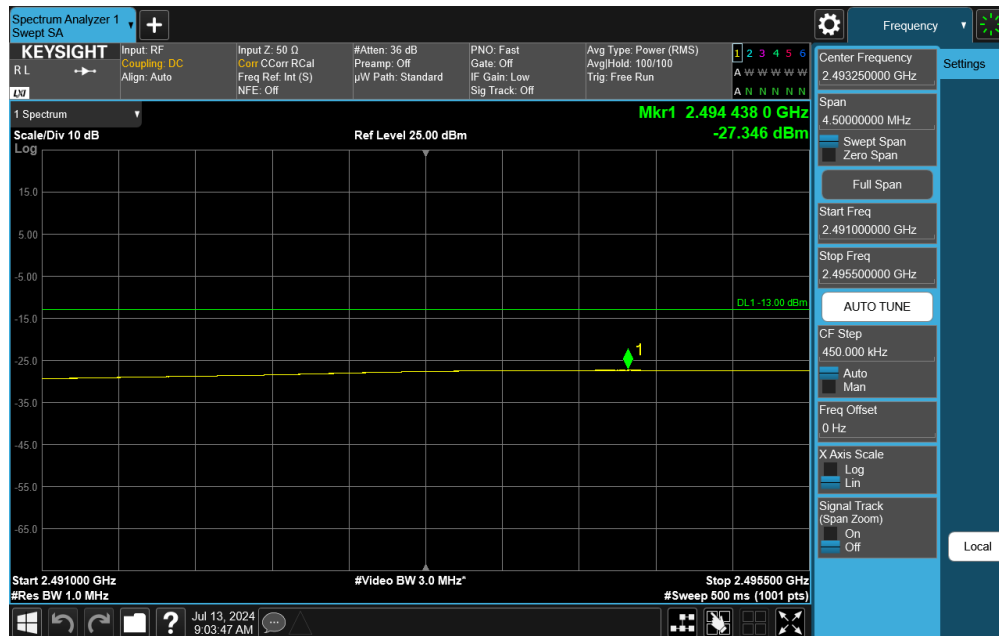 Spectrum Analyzer 1
Swept SA
Frequency
KEYSIGHT
R L
LXI
Input: RF
Coupling: DC
Align: Auto
Input Z: 50 Ω
Corr CCorr RCal
Freq Ref: Int (S)
NFE: Off
#Atten: 36 dB
Preamp: Off
µW Path: Standard
PNO: Fast
Gate: Off
IF Gain: Low
Sig Track: Off
Avg Type: Power (RMS)
Avg|Hold: 100/100
Trig: Free Run
1 2 3 4 5 6
A W W W W W
A N N N N N
1 Spectrum
Scale/Div 10 dB
Log
Ref Level 25.00 dBm
Mkr1 2.494 438 0 GHz
-27.346 dBm
15.0
5.00
-5.00
-15.0
-25.0
-35.0
-45.0
-55.0
-65.0
DL1 -13.00 dBm
1
Start 2.491000 GHz
#Res BW 1.0 MHz
#Video BW 3.0 MHz*
Stop 2.495500 GHz
#Sweep 500 ms (1001 pts)
Jul 13, 2024
9:03:47 AM
Center Frequency
2.493250000 GHz
Span
4.50000000 MHz
Swept Span
Zero Span
Full Span
Start Freq
2.491000000 GHz
Stop Freq
2.495500000 GHz
AUTO TUNE
CF Step
450.000 kHz
Auto
Man
Freq Offset
0 Hz
X Axis Scale
Log
Lin
Signal Track
(Span Zoom)
On
Off
Settings
Local